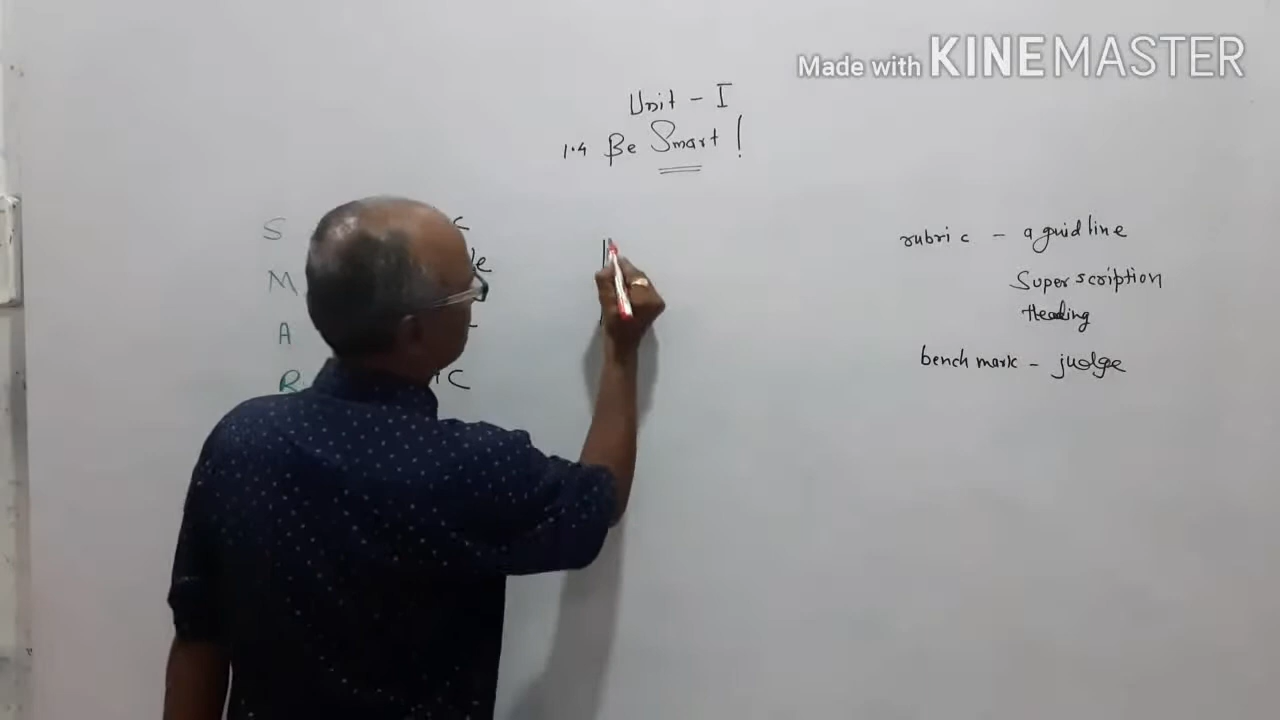 Made with KINEMASTER
Unit - I
1.4 Be Smart !
S
M
A
R
rubric - a guidline
Superscription
Heading
bench mark - judge